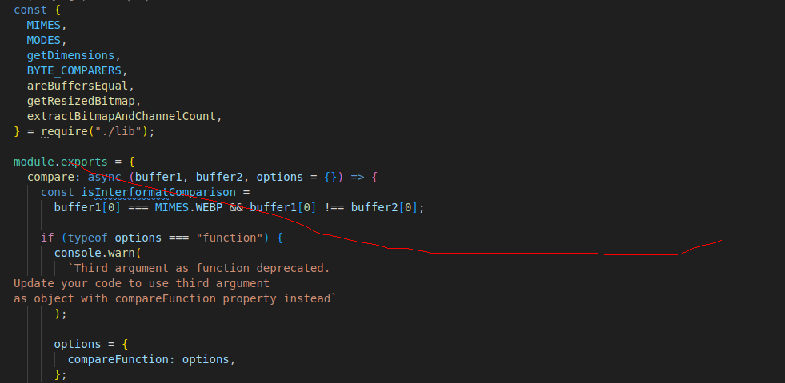 const {
MIMES,
MODES,
getDimensions,
BYTE_COMPARERS,
areBuffersEqual,
getResizedBitmap,
extractBitmapAndChannelCount,
} = require("./lib");
module.exports = {
compare: async (buffer1, buffer2, options = {}) => {
const isInterformatComparison =
buffer1[0] === MIMES.WEBP && buffer1[0] !== buffer2[0];
if (typeof options === "function") {
console.warn(
`Third argument as function deprecated.
Update your code to use third argument
as object with compareFunction property instead`
);
options = {
compareFunction: options,
};